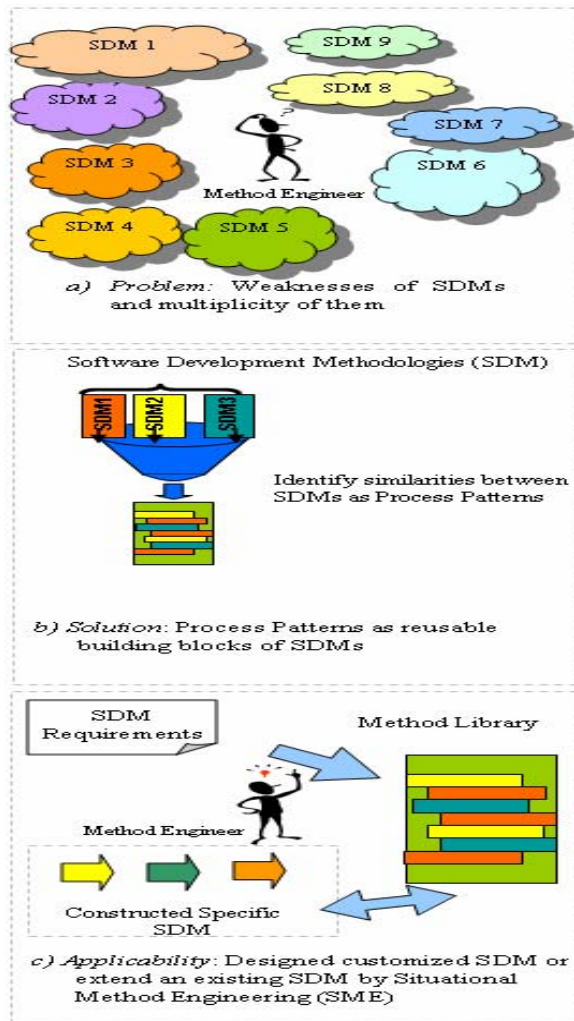 SDM 1
SDM 9
SDM 2
SDM 8
SDM 7
SDM 3
SDM 6
?
Method Engineer
SDM 4
SDM 5
a) Problem: Weaknesses of SDMs
and multiplicity of them
Software Development Methodologies (SDM)
SDM1
SDM2
SDM3
Identify similarities between
SDMs as Process Patterns
b) Solution: Process Patterns as reusable
building blocks of SDMs
SDM
Requirements
Method Library
Method Engineer
Constructed Specific
SDM
c) Applicability: Designed customized SDM or
extend an existing SDM by Situational
Method Engineering (SME)